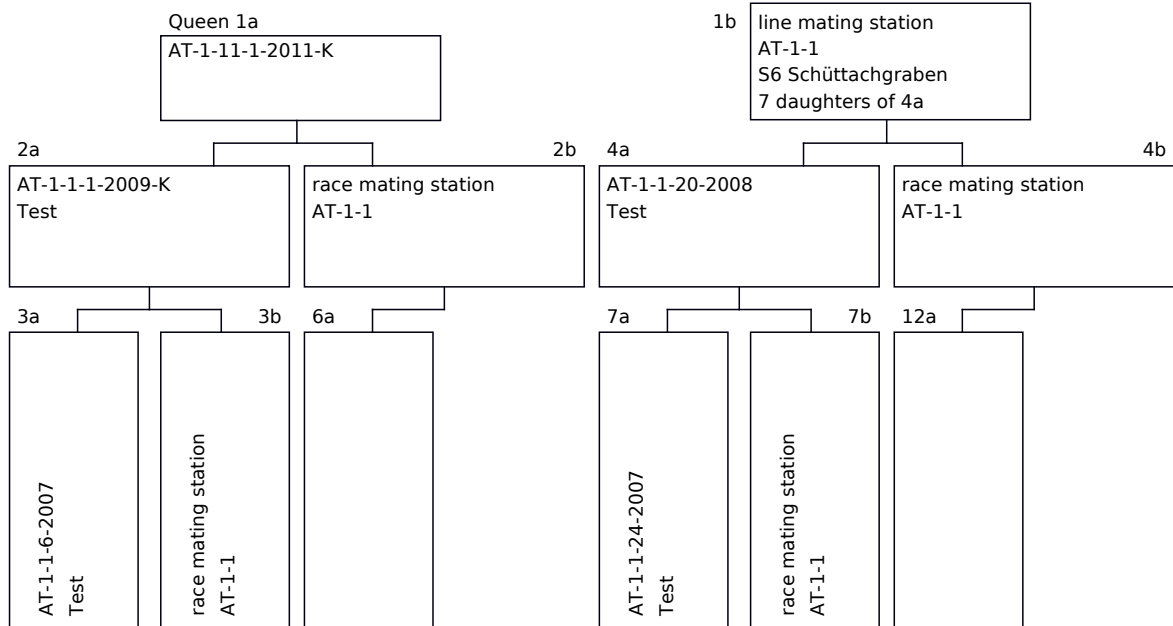 Queen 1a
AT-1-11-1-2011-K
1b
line mating station
AT-1-1
S6 Schüttachgraben
7 daughters of 4a
2a
AT-1-1-1-2009-K
Test
2b
race mating station
AT-1-1
4a
AT-1-1-20-2008
Test
4b
race mating station
AT-1-1
3a
AT-1-1-6-2007
Test
3b
race mating station
AT-1-1
6a
7a
AT-1-1-24-2007
Test
7b
race mating station
AT-1-1
12a